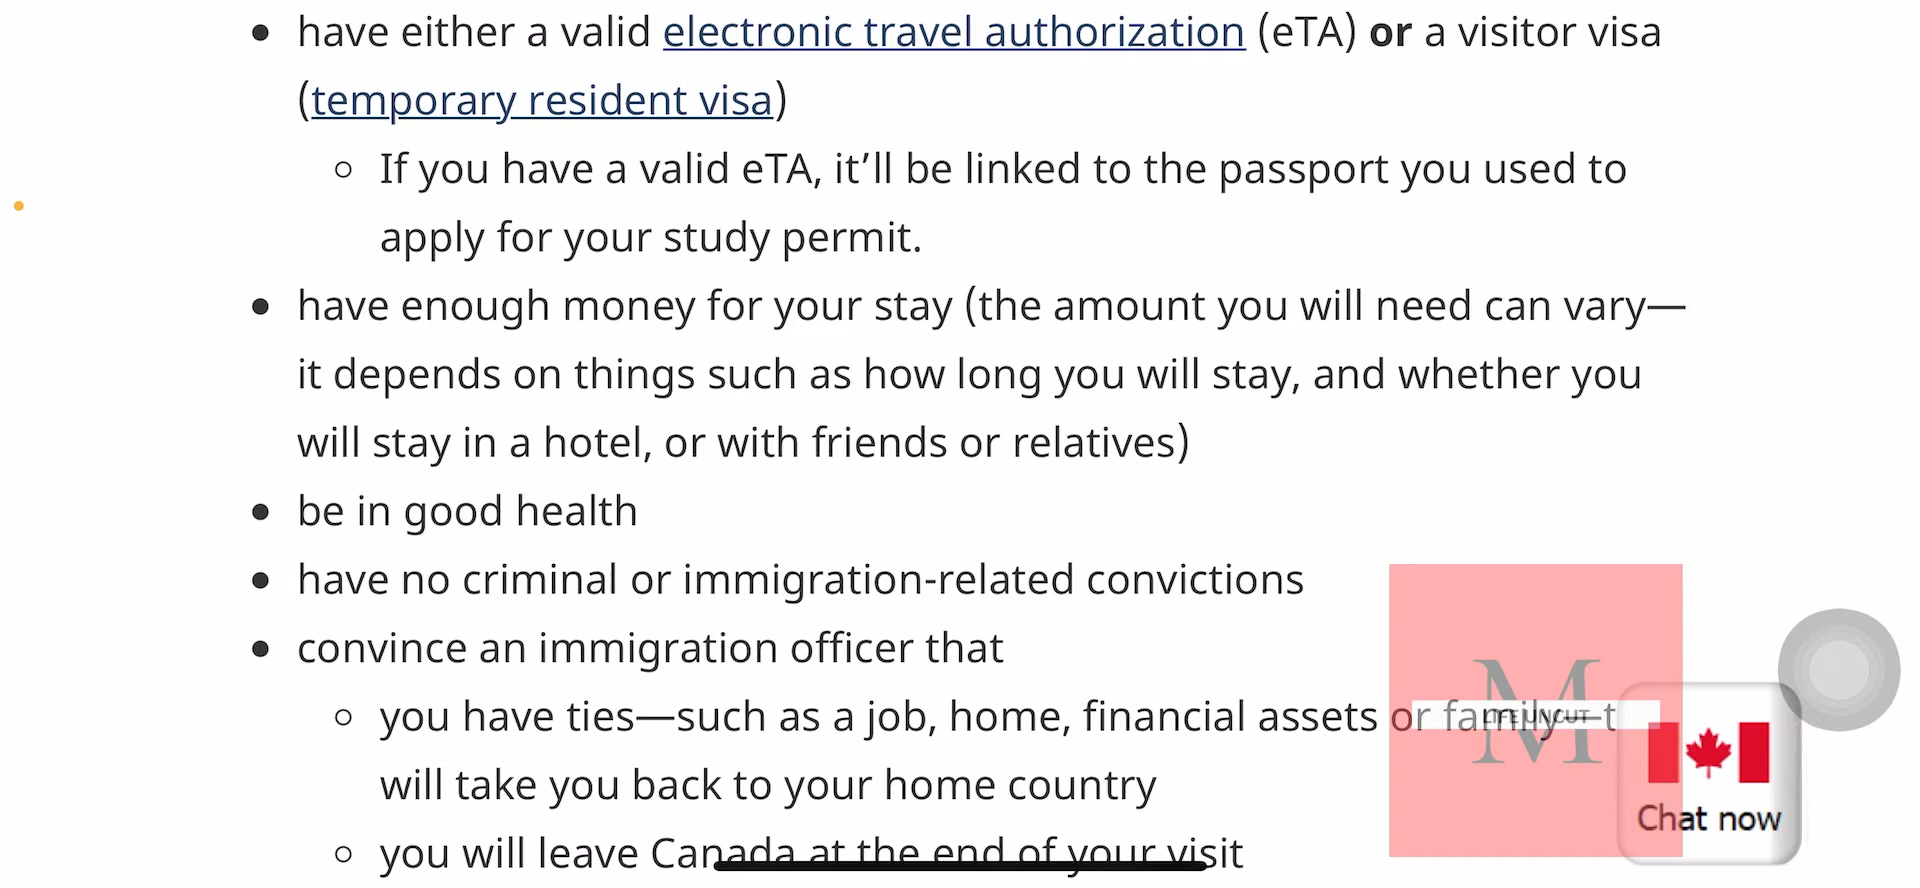 • have either a valid electronic travel authorization (eTA) or a visitor visa
(temporary resident visa)
○ If you have a valid eTA, it’ll be linked to the passport you used to
apply for your study permit.
• have enough money for your stay (the amount you will need can vary—
it depends on things such as how long you will stay, and whether you
will stay in a hotel, or with friends or relatives)
• be in good health
• have no criminal or immigration-related convictions
• convince an immigration officer that
○ you have ties—such as a job, home, financial assets or family—t
will take you back to your home country
○ you will leave Canada at the end of your visit
M
LIFE UNCUT
Chat now